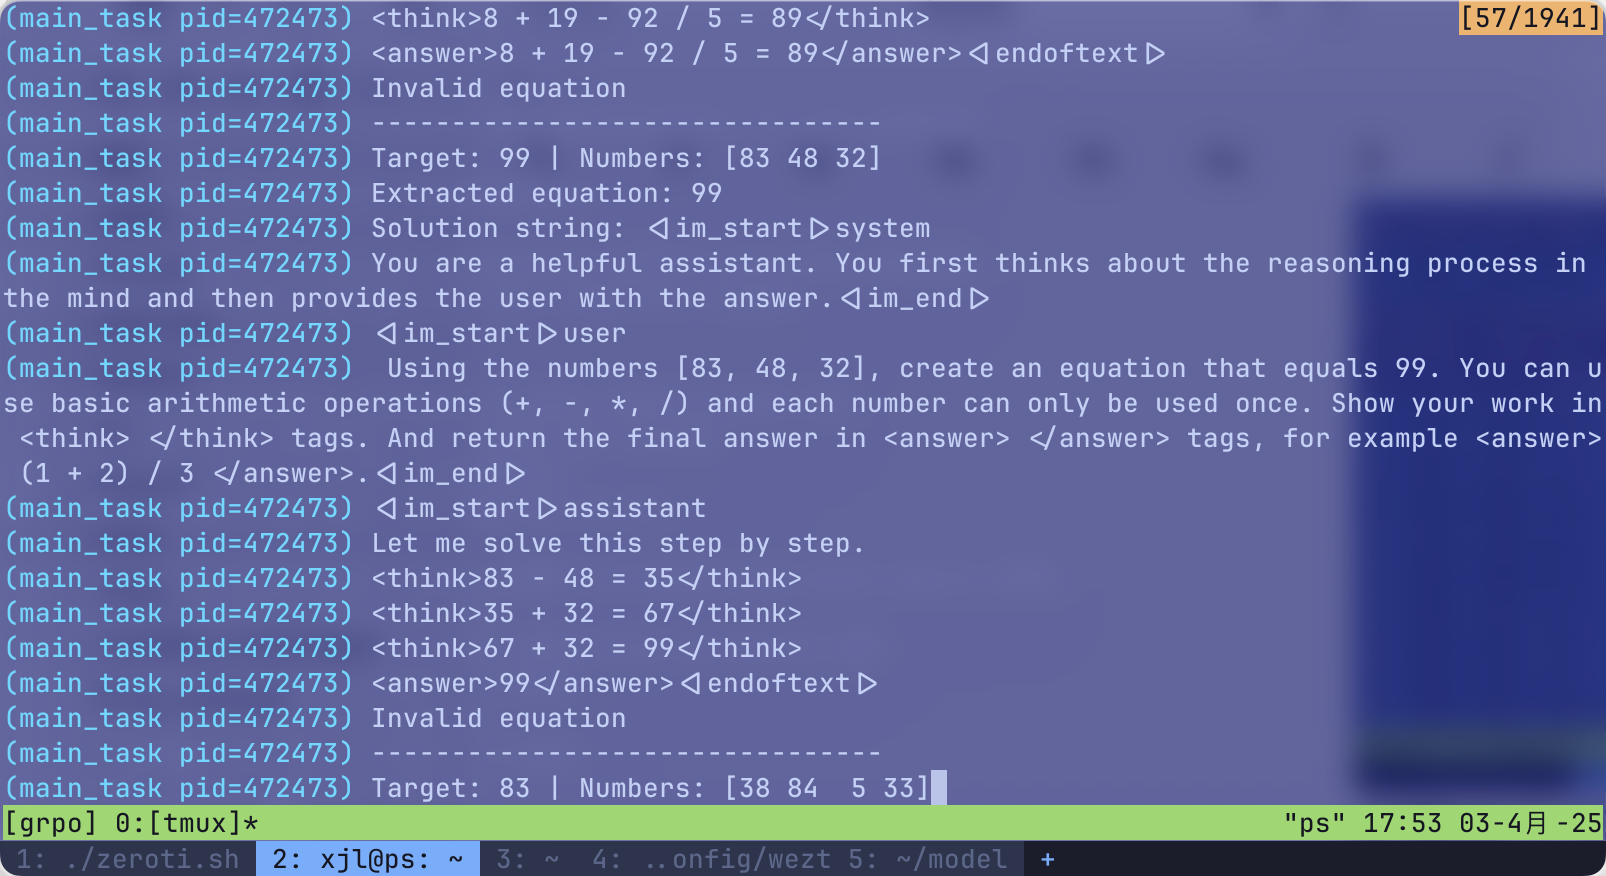 (main_task pid=472473) <think>8 + 19 - 92 / 5 = 89</think>
[57/1941]
(main_task pid=472473) <answer>8 + 19 - 92 / 5 = 89</answer><|endoftext|>
(main_task pid=472473) Invalid equation
(main_task pid=472473) --------------------------------
(main_task pid=472473) Target: 99 | Numbers: [83 48 32]
(main_task pid=472473) Extracted equation: 99
(main_task pid=472473) Solution string: <|im_start|>system
(main_task pid=472473) You are a helpful assistant. You first thinks about the reasoning process in
the mind and then provides the user with the answer.<|im_end|>
(main_task pid=472473) <|im_start|>user
(main_task pid=472473)  Using the numbers [83, 48, 32], create an equation that equals 99. You can u
se basic arithmetic operations (+, -, *, /) and each number can only be used once. Show your work in
 <think> </think> tags. And return the final answer in <answer> </answer> tags, for example <answer>
 (1 + 2) / 3 </answer>.<|im_end|>
(main_task pid=472473) <|im_start|>assistant
(main_task pid=472473) Let me solve this step by step.
(main_task pid=472473) <think>83 - 48 = 35</think>
(main_task pid=472473) <think>35 + 32 = 67</think>
(main_task pid=472473) <think>67 + 32 = 99</think>
(main_task pid=472473) <answer>99</answer><|endoftext|>
(main_task pid=472473) Invalid equation
(main_task pid=472473) --------------------------------
(main_task pid=472473) Target: 83 | Numbers: [38 84  5 33]
[grpo] 0:[tmux]* "ps" 17:53 03-4月-25
1: ./zeroti.sh 2: xjl@ps: ~ 3: ~ 4: ..onfig/wezt 5: ~/model +